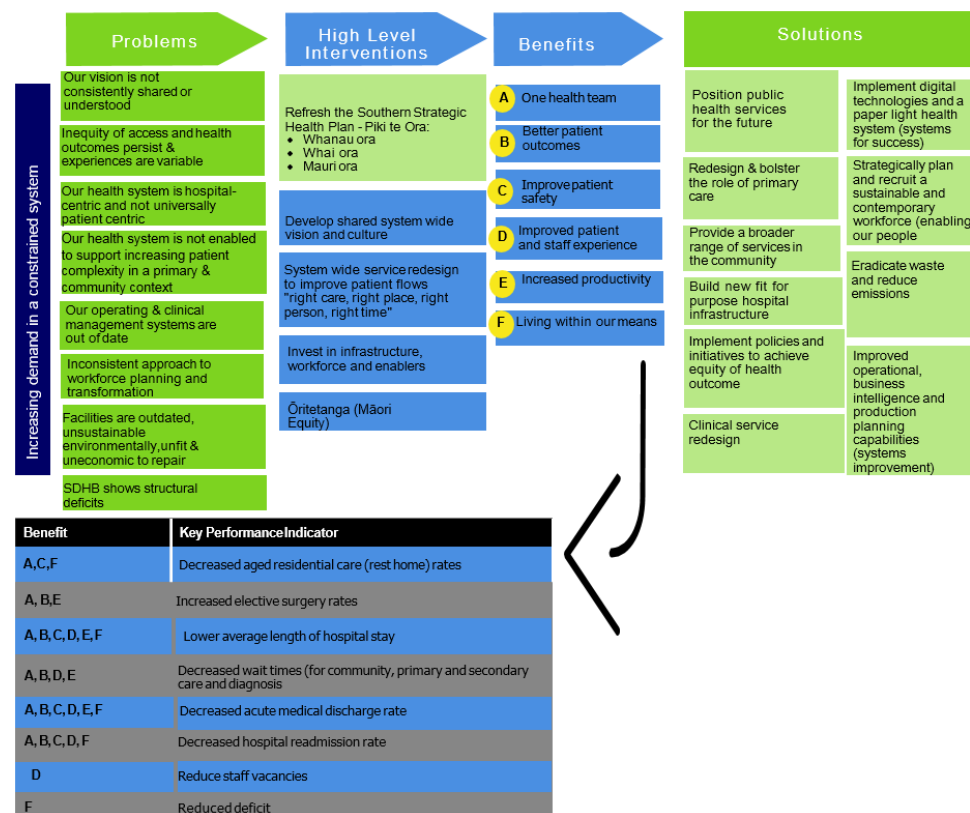 Problems
High Level
Interventions
Benefits
Solutions
Increasing demand in a constrained system
Our vision is not
consistently shared or
understood
Inequity of access and health
outcomes persist &
experiences are variable
Our health system is hospital-
centric and not universally
patient centric
Our health system is not enabled
to support increasing patient
complexity in a primary &
community context
Our operating & clinical
management systems are
out of date
Inconsistent approach to
workforce planning and
transformation
Facilities are outdated,
unsustainable
environmentally,unfit &
uneconomic to repair
SDHB shows structural
deficits
Refresh the Southern Strategic
Health Plan - Piki te Ora:
• Whanau ora
• Whai ora
• Mauri ora
Develop shared system wide
vision and culture
System wide service redesign
to improve patient flows
"right care, right place, right
person, right time"
Invest in infrastructure,
workforce and enablers
Ōritetanga (Māori
Equity)
A One health team
B Better patient
outcomes
C Improve patient
safety
D Improved patient
and staff experience
E Increased productivity
F Living within our means
Position public
health services
for the future
Redesign & bolster
the role of primary
care
Provide a broader
range of services in
the community
Build new fit for
purpose hospital
infrastructure
Implement policies and
initiatives to achieve
equity of health
outcome
Clinical service
redesign
Implement digital
technologies and a
paper light health
system (systems
for success)
Strategically plan
and recruit a
sustainable and
contemporary
workforce (enabling
our people
Eradicate waste
and reduce
emissions
Improved
operational,
business
intelligence and
production
planning
capabilities
(systems
improvement)
Benefit Key Performance Indicator
A,C,F Decreased aged residential care (rest home) rates
A, B,E Increased elective surgery rates
A, B, C, D, E, F Lower average length of hospital stay
A, B, D, E Decreased wait times (for community, primary and secondary
care and diagnosis
A, B, C, D, E, F Decreased acute medical discharge rate
A, B, C, D, F Decreased hospital readmission rate
D Reduce staff vacancies
F Reduced deficit